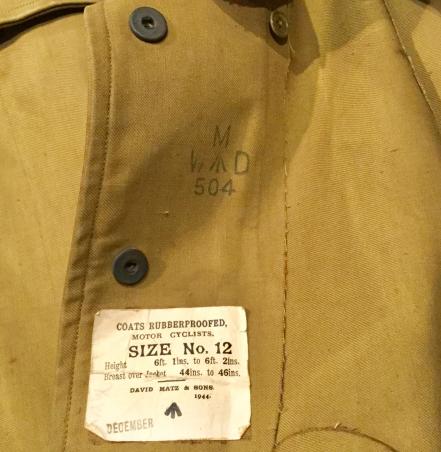 M
W D
504
COATS RUBBERPROOFED,
MOTOR CYCLISTS.
SIZE No. 12
Height 6ft. 1ins. to 6ft. 2ins.
Breast over Jacket 44ins. to 46ins.
DAVID MATZ & SONS.
1944.
DECEMBER